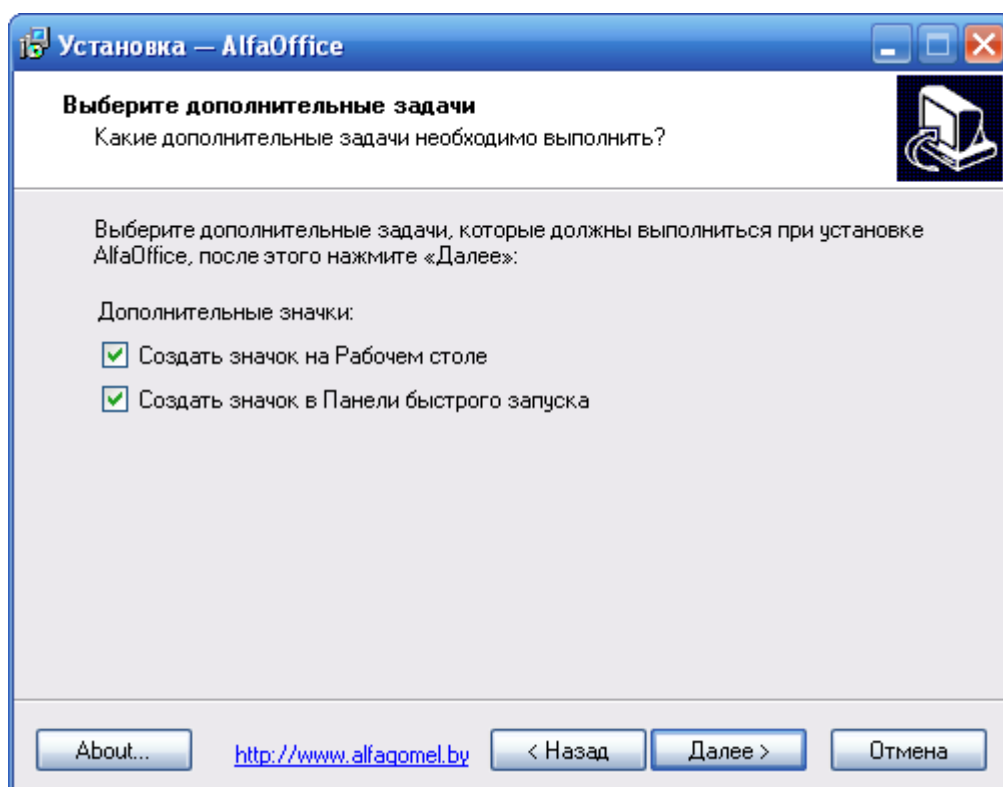 Установка — AlfaOffice
Выберите дополнительные задачи
Какие дополнительные задачи необходимо выполнить?
Выберите дополнительные задачи, которые должны выполниться при установке
AlfaOffice, после этого нажмите «Далее»:
Дополнительные значки:
Создать значок на Рабочем столе
Создать значок в Панели быстрого запуска
About... http://www.alfagomel.by < Назад Далее > Отмена